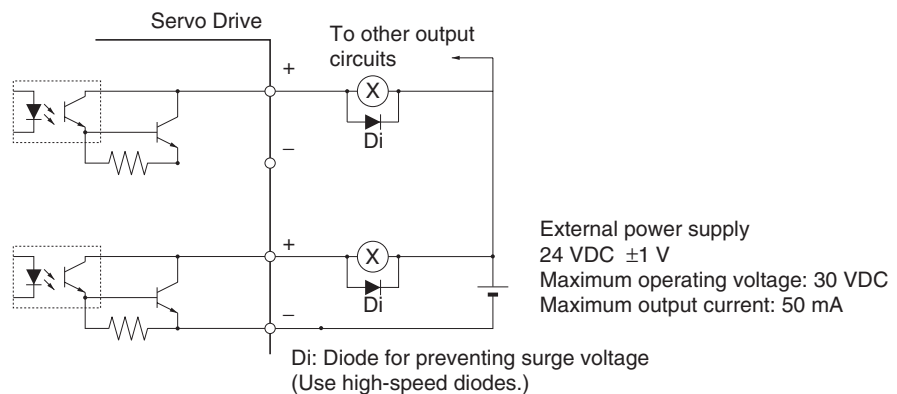 Servo Drive
To other output
circuits
+
X
Di
−
+
X
Di
−
External power supply
24 VDC ±1 V
Maximum operating voltage: 30 VDC
Maximum output current: 50 mA
Di: Diode for preventing surge voltage
(Use high-speed diodes.)